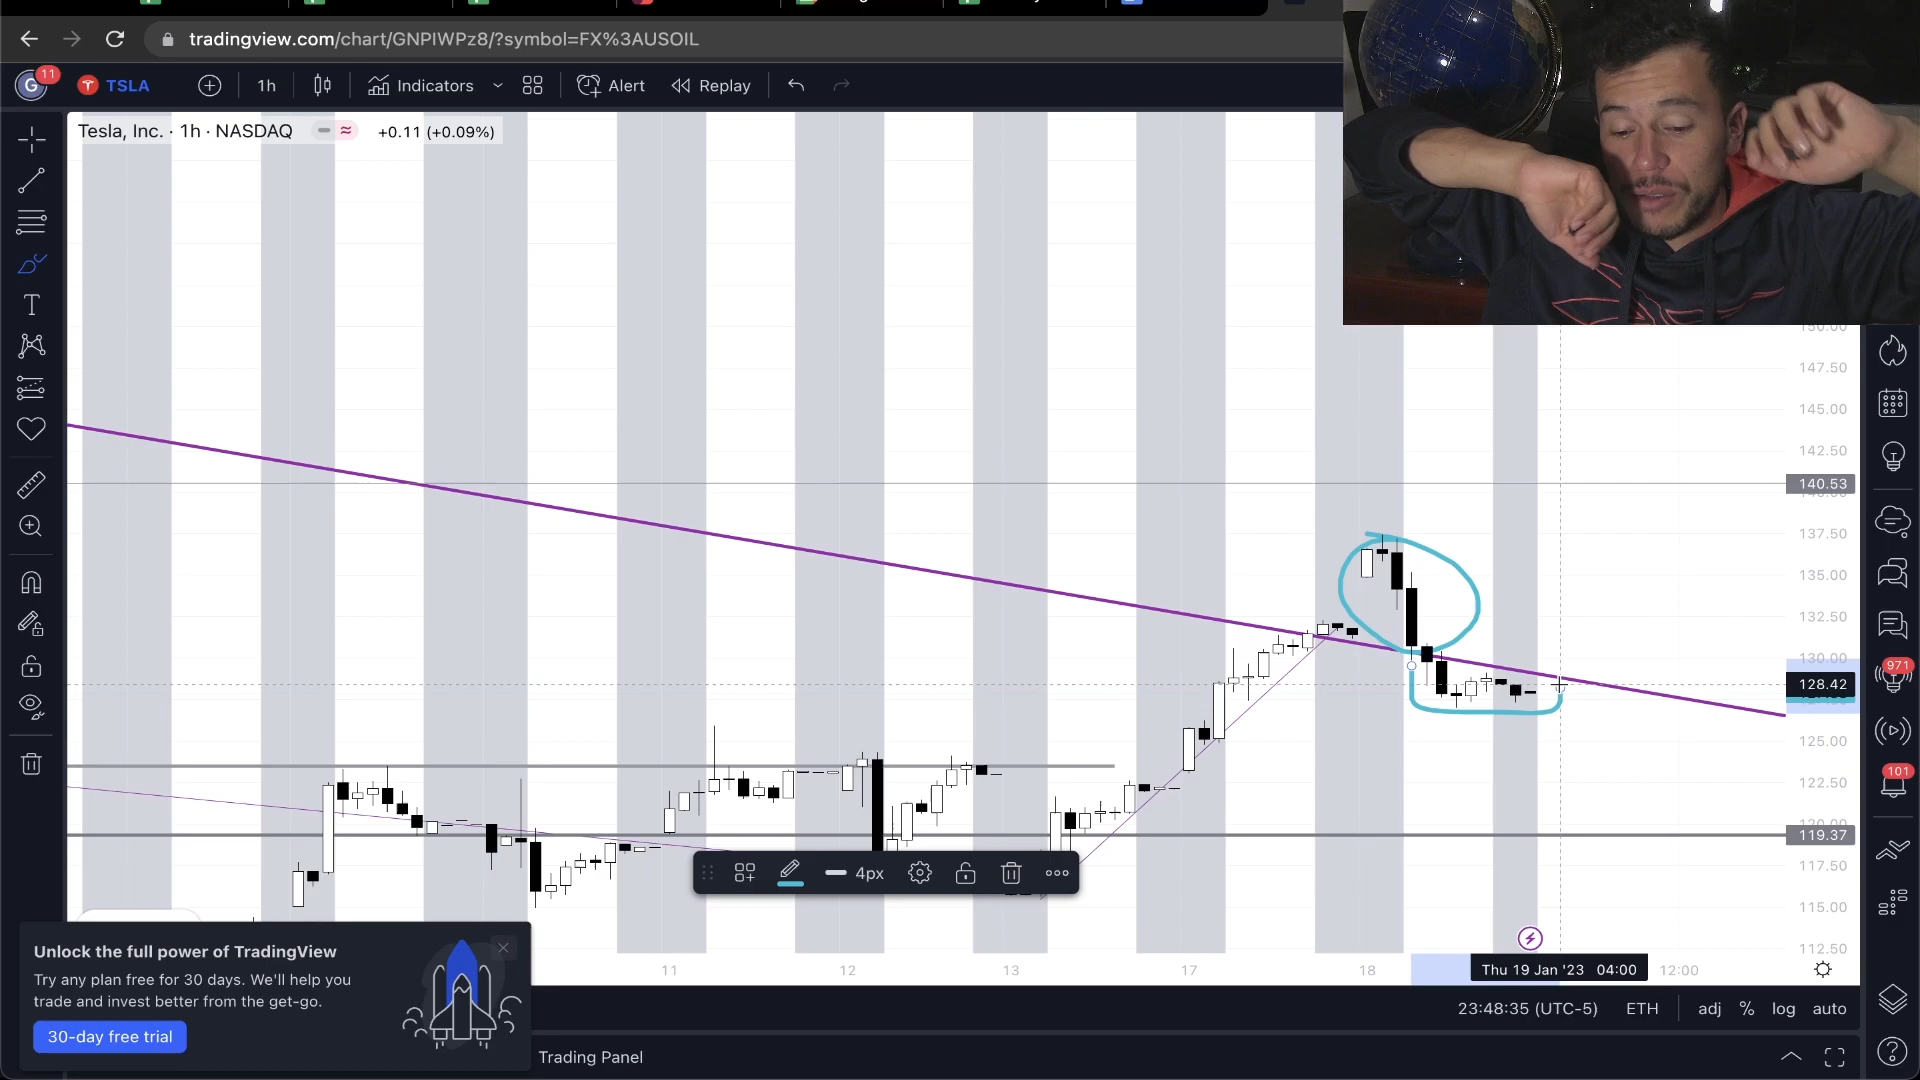 tradingview.com/chart/GNPIWPz8/?symbol=FX%3AUSOIL
G
11
TSLA
1h
Indicators
Alert
Replay
Tesla, Inc. · 1h · NASDAQ
+0.11 (+0.09%)
150.00
147.50
145.00
142.50
140.53
137.50
135.00
132.50
130.00
128.42
125.00
122.50
119.37
117.50
115.00
112.50
971
101
4px
11
12
13
17
18
Thu 19 Jan '23 04:00
12:00
Unlock the full power of TradingView
Try any plan free for 30 days. We'll help you
trade and invest better from the get-go.
30-day free trial
23:48:35 (UTC-5)
ETH
adj
%
log
auto
Trading Panel